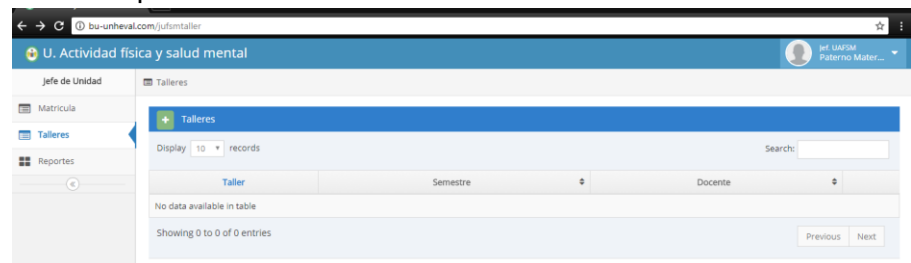 bu-unheval.com/jufsmtaller
U. Actividad física y salud mental
Jef. UAFSM
Paterno Mater...
Jefe de Unidad
Talleres
Matricula
Talleres
Reportes
Talleres
Display 10 records
Search:
Taller Semestre Docente
No data available in table
Showing 0 to 0 of 0 entries
Previous Next